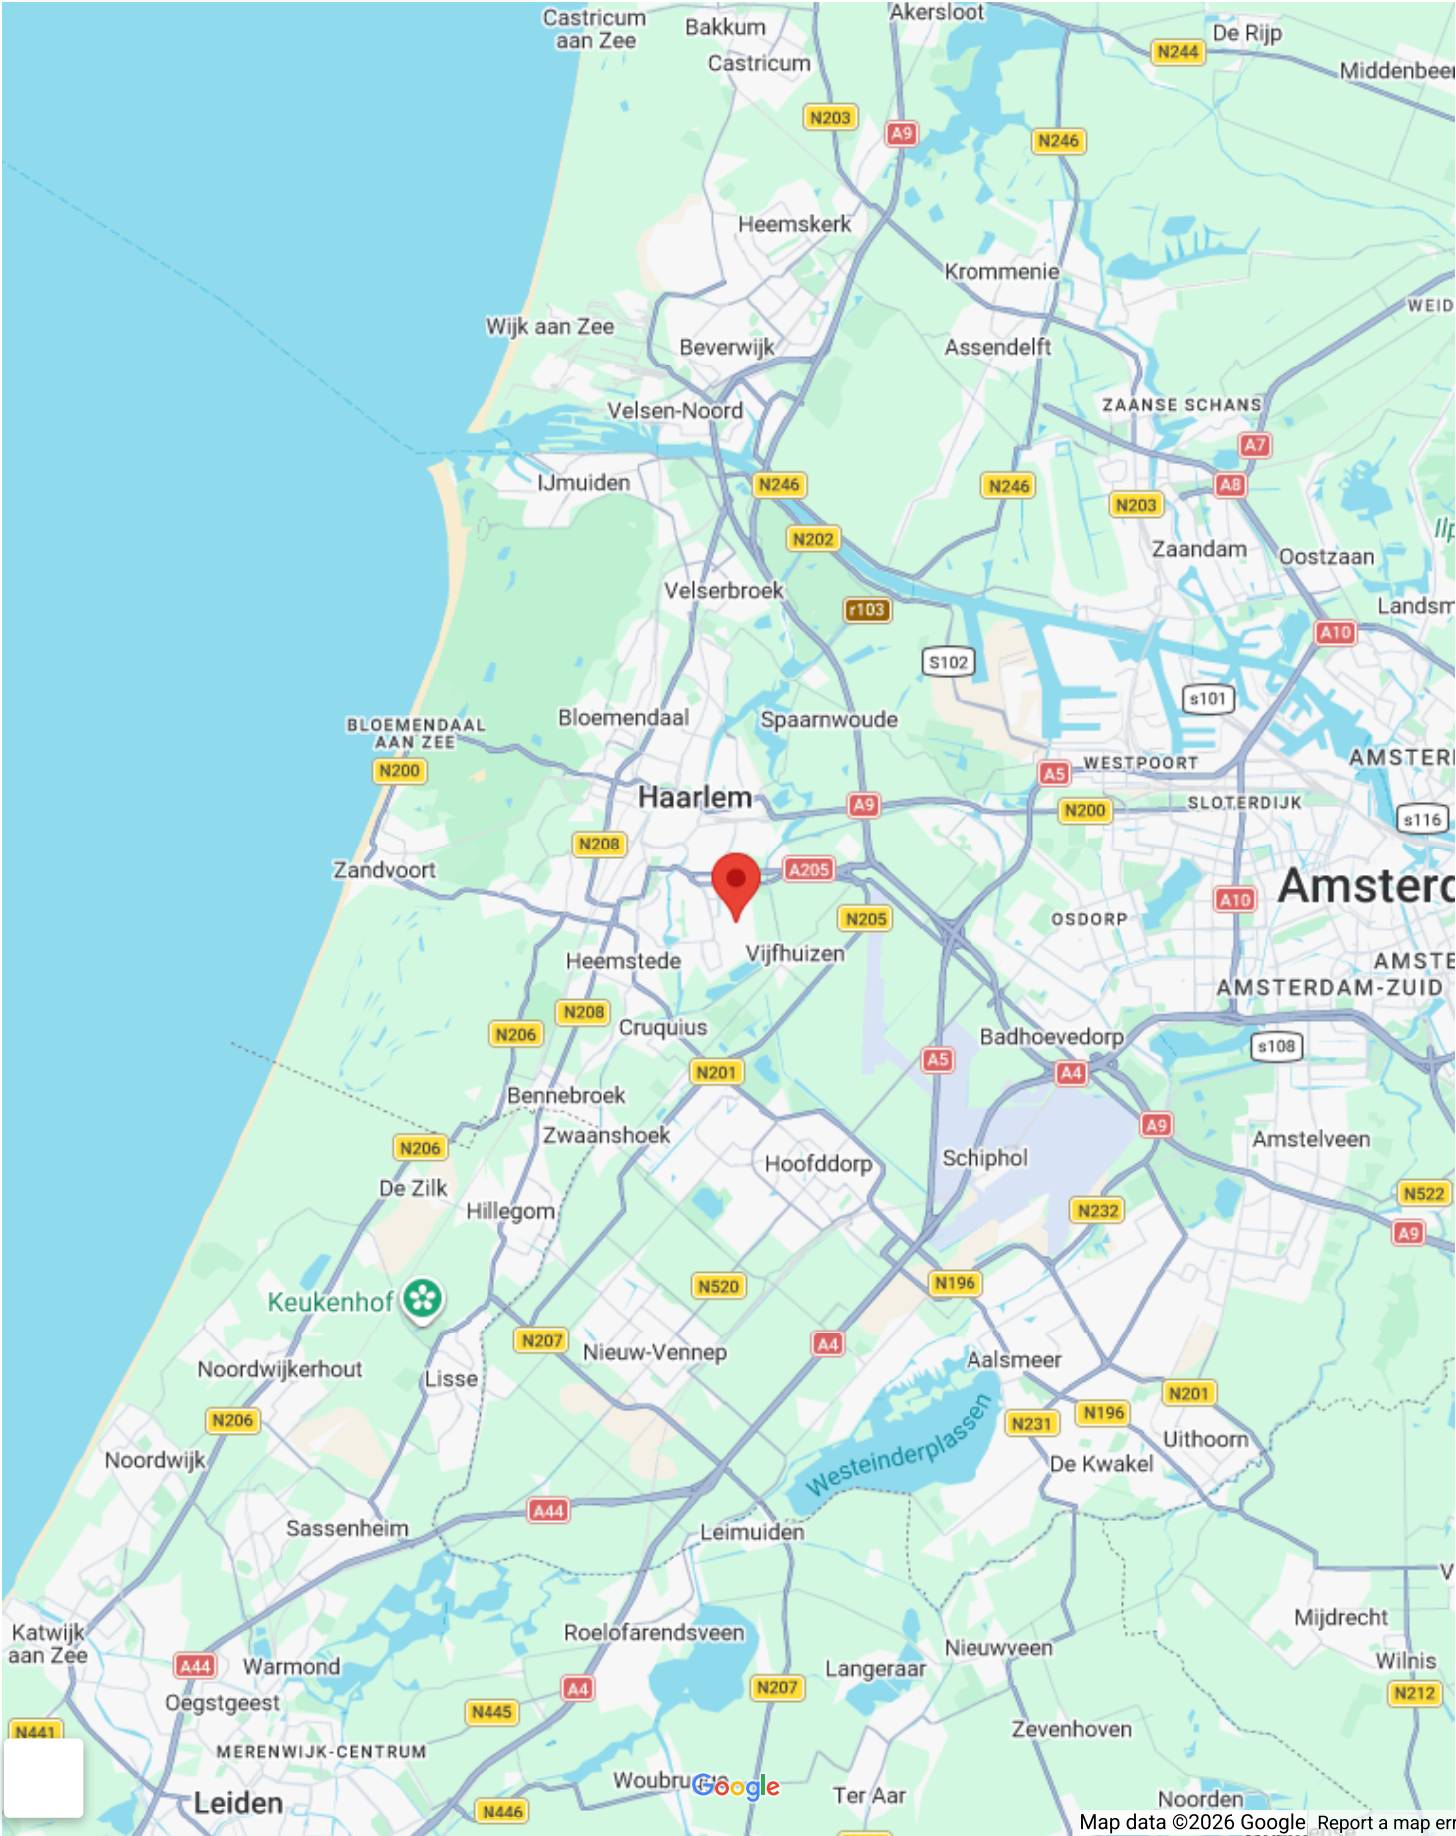 Castricum
aan Zee
Bakkum
Akersloot
De Rijp
N244
Castricum
Middenbeer
N203
A9
N246
Heemskerk
Krommenie
WEID
Wijk aan Zee
Beverwijk
Assendelft
Velsen-Noord
ZAANSE SCHANS
A7
IJmuiden
N246
N246
A8
N203
N202
Zaandam
Oostzaan
Ilp
Velserbroek
r103
Landsm
A10
S102
s101
BLOEMENDAAL
AAN ZEE
Bloemendaal
Spaarnwoude
N200
A5
WESTPOORT
AMSTER
Haarlem
A9
N200
SLOTERDIJK
s116
N208
Zandvoort
A205
Amsterd
A10
N205
OSDORP
Heemstede
Vijfhuizen
AMSTE
AMSTERDAM-ZUID
N208
N206
Cruquius
Badhoevedorp
s108
A5
A4
N201
Bennebroek
A9
Zwaanshoek
Amstelveen
N206
Hoofddorp
Schiphol
De Zilk
N522
Hillegom
N232
A9
N520
N196
Keukenhof
N207
Nieuw-Vennep
A4
Aalsmeer
Noordwijkerhout
Lisse
N201
N206
N231
N196
Westeinderplassen
Uithoorn
Noordwijk
De Kwakel
A44
Sassenheim
Leimuiden
V
Katwijk
aan Zee
Roelofarendsveen
Mijdrecht
Nieuwveen
A44
Warmond
Langeraar
Wilnis
Oegstgeest
A4
N207
N212
N445
N441
Zevenhoven
MERENWIJK-CENTRUM
Google
Ter Aar
Leiden
N446
Noorden
Map data ©2026 Google
Report a map err